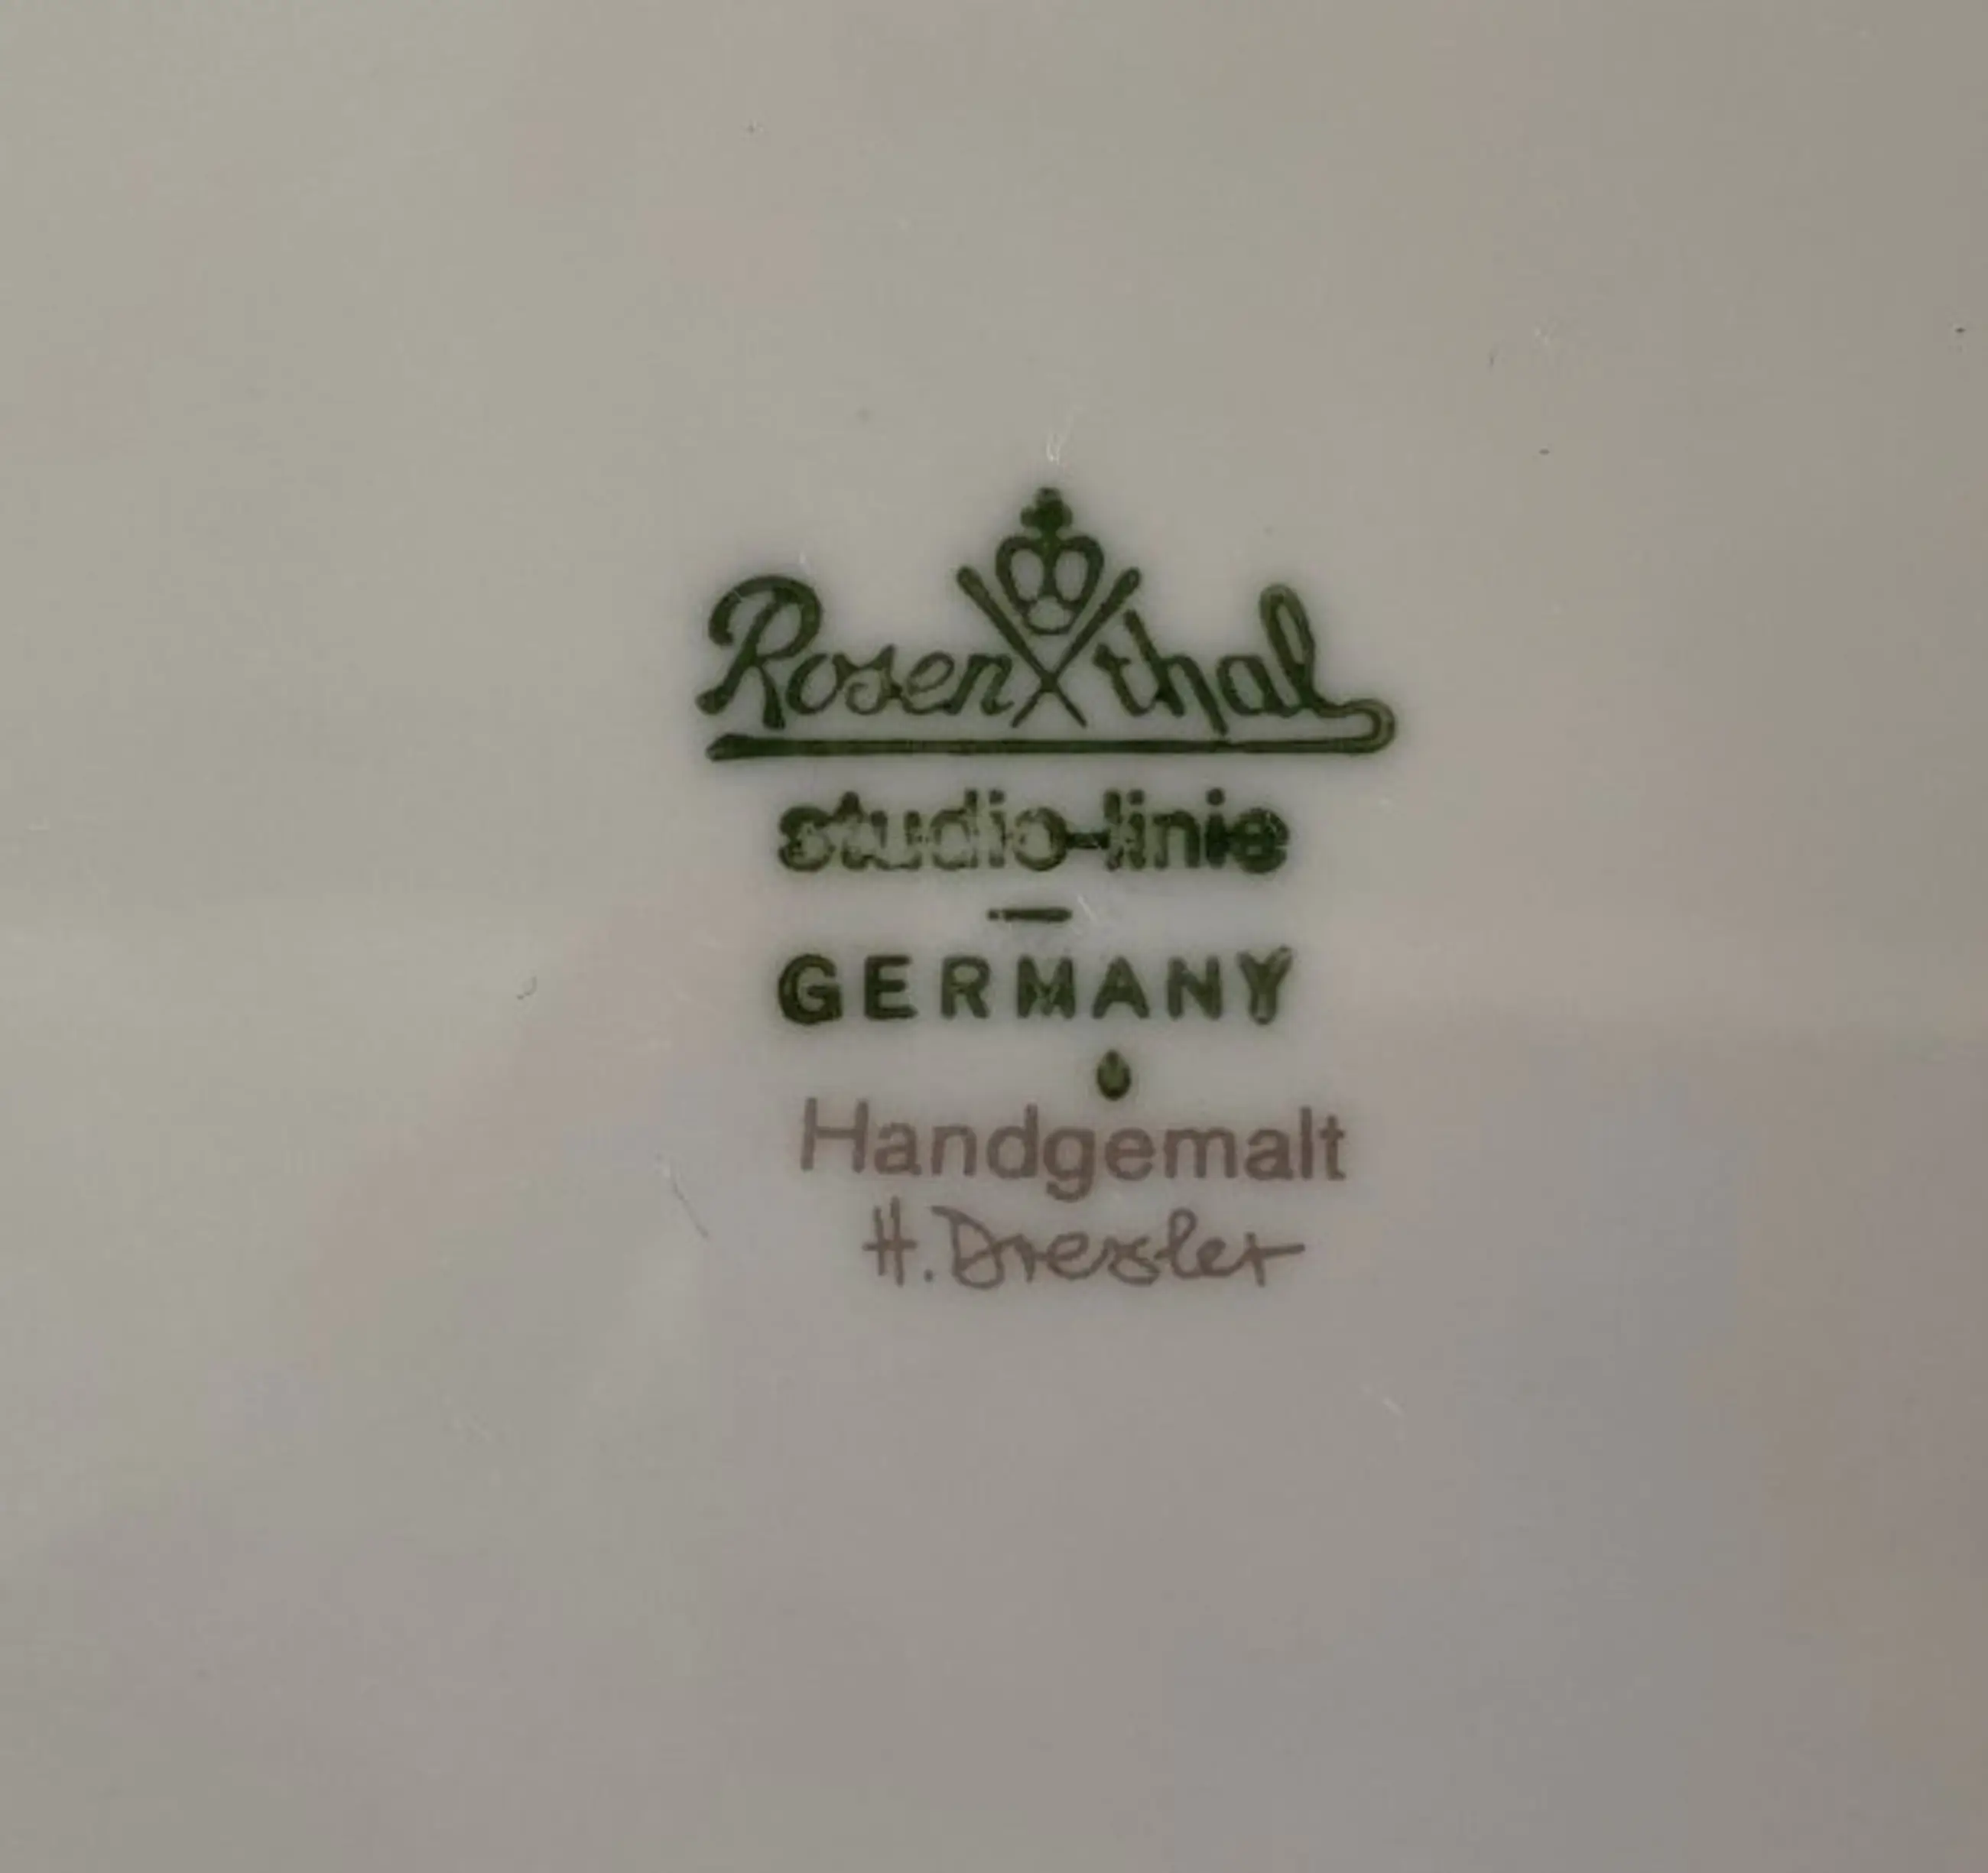 Rosenthal
studio-linie
GERMANY
Handgemalt
H. Drexler